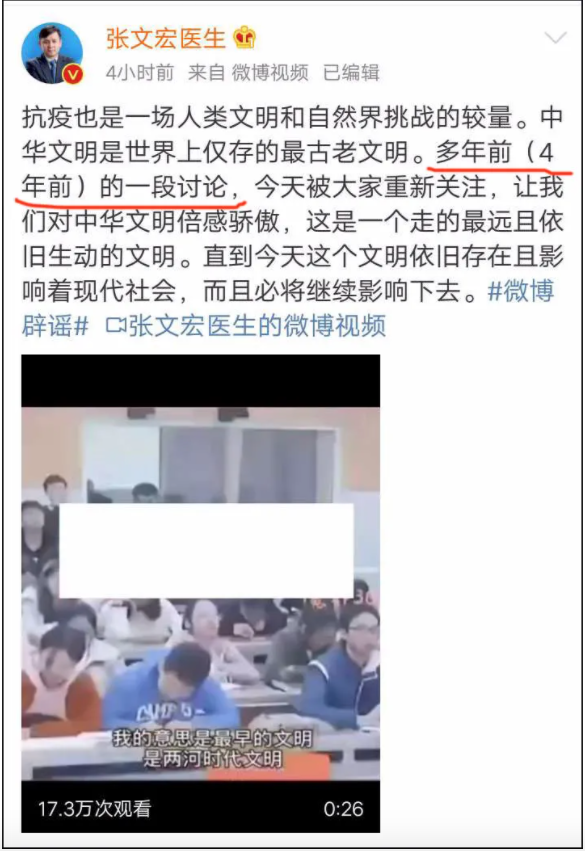 张文宏医生
4小时前 来自 微博视频 已编辑
抗疫也是一场人类文明和自然界挑战的较量。中
华文明是世界上仅存的最古老文明。多年前（4
年前）的一段讨论，今天被大家重新关注，让我
们对中华文明倍感骄傲，这是一个走的最远且依
旧生动的文明。直到今天这个文明依旧存在且影
响着现代社会，而且必将继续影响下去。#微博
辟谣# 张文宏医生的微博视频
我的意思是最早的文明
是两河时代文明
17.3万次观看 0:26